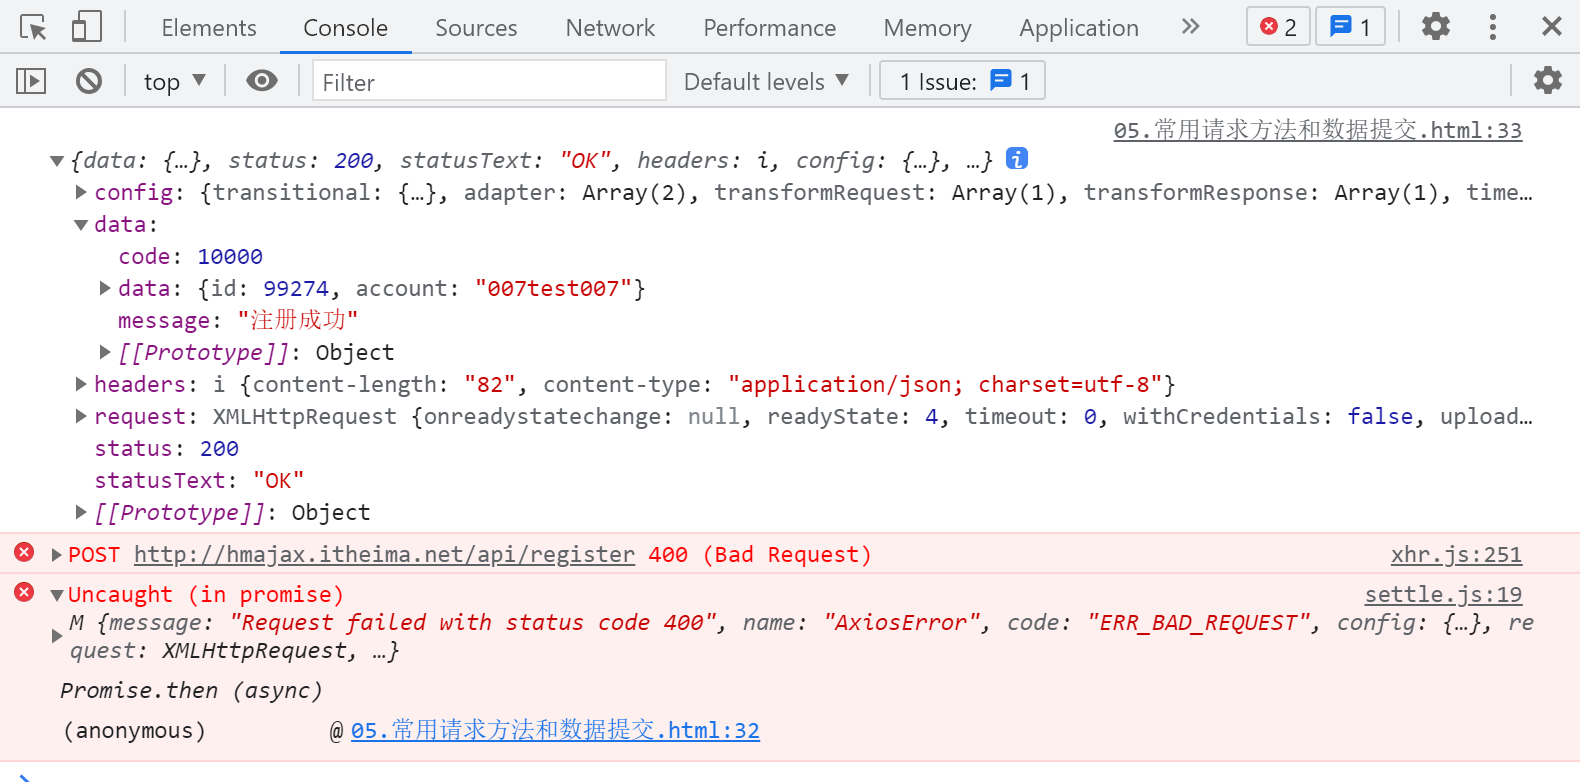 Elements Console Sources Network Performance Memory Application » 2 1
top ▼ Filter Default levels ▼ 1 Issue: 1
05.常用请求方法和数据提交.html:33
▼ {data: {…}, status: 200, statusText: "OK", headers: i, config: {…}, …} i
▶ config: {transitional: {…}, adapter: Array(2), transformRequest: Array(1), transformResponse: Array(1), time…
▼ data:
code: 10000
▶ data: {id: 99274, account: "007test007"}
message: "注册成功"
▶ [[Prototype]]: Object
▶ headers: i {content-length: "82", content-type: "application/json; charset=utf-8"}
▶ request: XMLHttpRequest {onreadystatechange: null, readyState: 4, timeout: 0, withCredentials: false, upload…
status: 200
statusText: "OK"
▶ [[Prototype]]: Object
▶ POST http://hmajax.itheima.net/api/register 400 (Bad Request) xhr.js:251
▼ Uncaught (in promise) settle.js:19
▶ M {message: "Request failed with status code 400", name: "AxiosError", code: "ERR_BAD_REQUEST", config: {…}, re
quest: XMLHttpRequest, …}
Promise.then (async)
(anonymous) @ 05.常用请求方法和数据提交.html:32